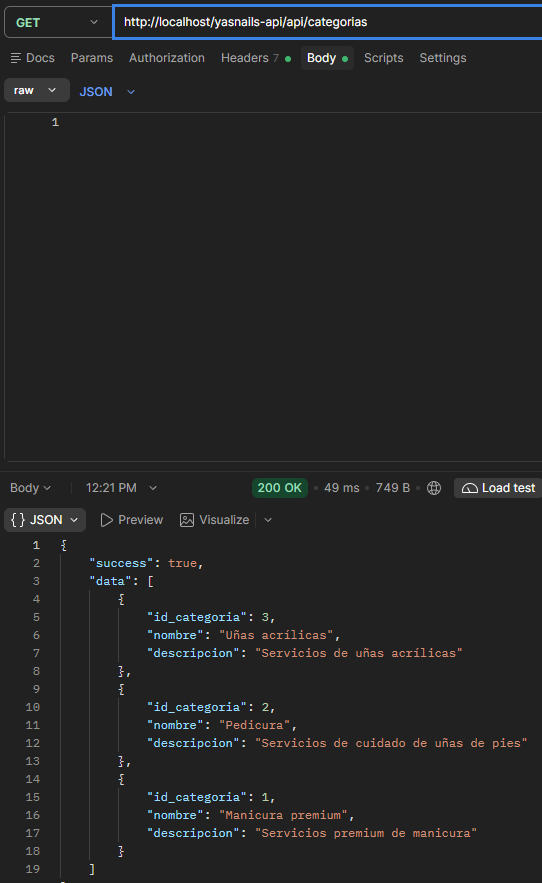 GET http://localhost/yasnails-api/api/categorias
Docs Params Authorization Headers 7 Body Scripts Settings
raw JSON
1
Body 12:21 PM 200 OK 49 ms 749 B Load test
{} JSON Preview Visualize
1 {
2 "success": true,
3 "data": [
4 {
5 "id_categoria": 3,
6 "nombre": "Uñas acrílicas",
7 "descripcion": "Servicios de uñas acrílicas"
8 },
9 {
10 "id_categoria": 2,
11 "nombre": "Pedicura",
12 "descripcion": "Servicios de cuidado de uñas de pies"
13 },
14 {
15 "id_categoria": 1,
16 "nombre": "Manicura premium",
17 "descripcion": "Servicios premium de manicura"
18 }
19 ]